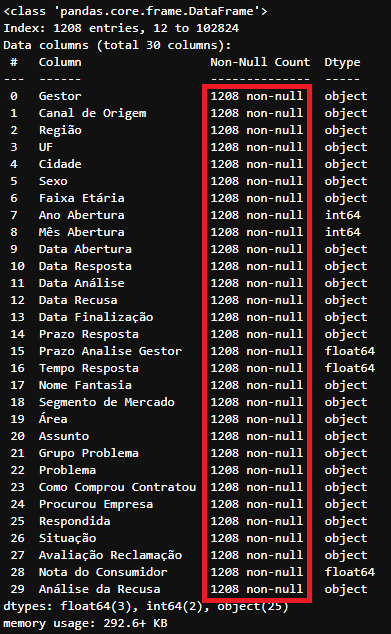 <class 'pandas.core.frame.DataFrame'>
Index: 1208 entries, 12 to 102824
Data columns (total 30 columns):
 #   Column                Non-Null Count  Dtype
---  ------                --------------  -----
 0   Gestor                1208 non-null   object
 1   Canal de Origem       1208 non-null   object
 2   Região                1208 non-null   object
 3   UF                    1208 non-null   object
 4   Cidade                1208 non-null   object
 5   Sexo                  1208 non-null   object
 6   Faixa Etária          1208 non-null   object
 7   Ano Abertura          1208 non-null   int64
 8   Mês Abertura          1208 non-null   int64
 9   Data Abertura         1208 non-null   object
 10  Data Resposta         1208 non-null   object
 11  Data Análise          1208 non-null   object
 12  Data Recusa           1208 non-null   object
 13  Data Finalização      1208 non-null   object
 14  Prazo Resposta        1208 non-null   object
 15  Prazo Analise Gestor  1208 non-null   float64
 16  Tempo Resposta        1208 non-null   float64
 17  Nome Fantasia         1208 non-null   object
 18  Segmento de Mercado   1208 non-null   object
 19  Área                  1208 non-null   object
 20  Assunto               1208 non-null   object
 21  Grupo Problema        1208 non-null   object
 22  Problema              1208 non-null   object
 23  Como Comprou Contratou  1208 non-null   object
 24  Procurou Empresa      1208 non-null   object
 25  Respondida            1208 non-null   object
 26  Situação              1208 non-null   object
 27  Avaliação Reclamação  1208 non-null   object
 28  Nota do Consumidor    1208 non-null   float64
 29  Análise da Recusa     1208 non-null   object
dtypes: float64(3), int64(2), object(25)
memory usage: 292.6+ KB